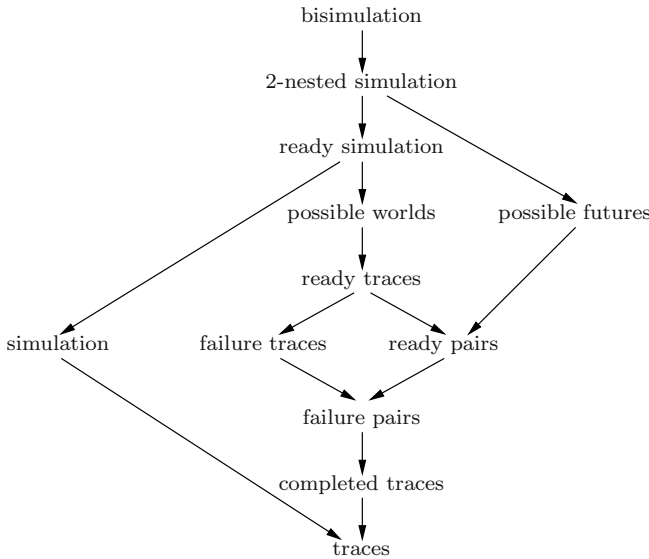 bisimulation
2-nested simulation
ready simulation
possible worlds
possible futures
ready traces
simulation
failure traces
ready pairs
failure pairs
completed traces
traces